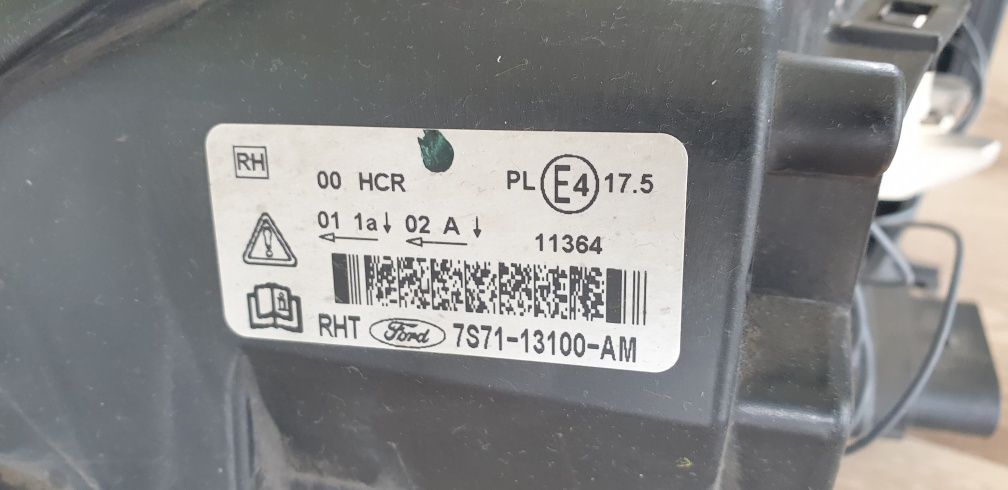 RH
00 HCR
PL E4 17.5
01 1a↓ 02 A ↓
11364
RHT Ford 7S71-13100-AM